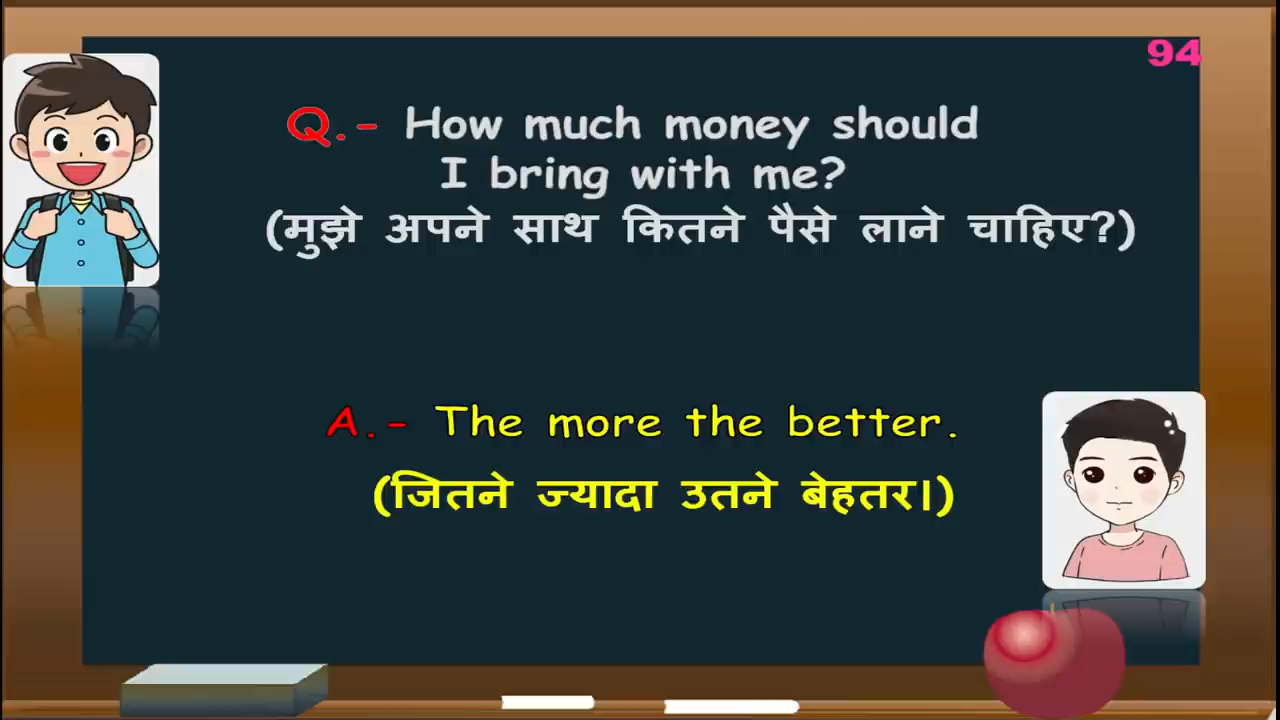 94
Q.- How much money should
I bring with me?
(मुझे अपने साथ कितने पैसे लाने चाहिए?)
A.- The more the better.
(जितने ज्यादा उतने बेहतर।)